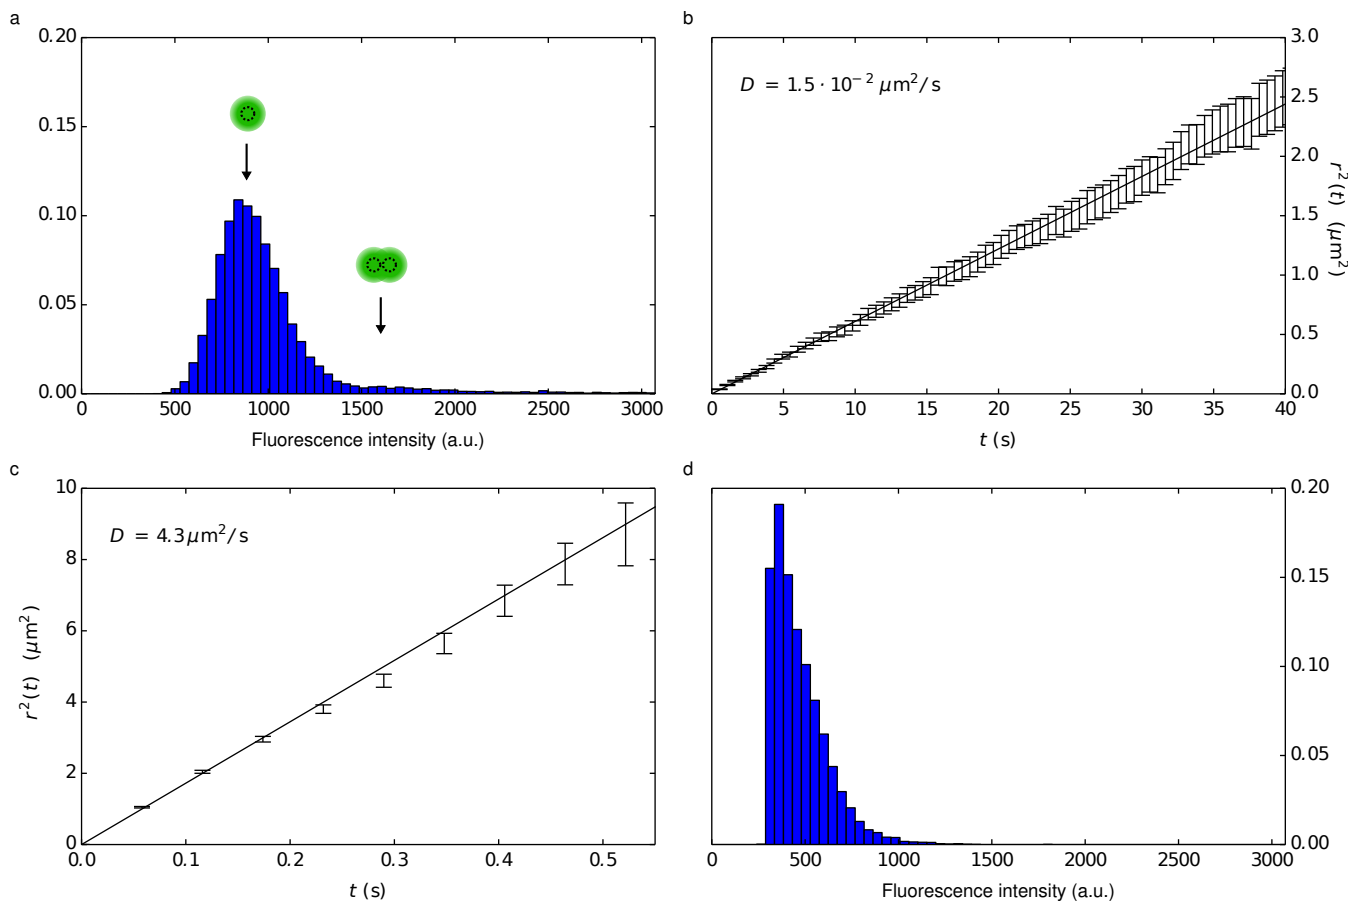 a
0.20
0.15
0.10
0.05
0.00
0 500 1000 1500 2000 2500 3000
Fluorescence intensity (a.u.)
b
D = 1.5 · 10⁻² μm²/s
3.0
2.5
2.0
1.5
1.0
0.5
0.0
r²(t) (μm²)
0 5 10 15 20 25 30 35 40
t (s)
c
D = 4.3 μm²/s
10
8
6
4
2
0
r²(t) (μm²)
0.0 0.1 0.2 0.3 0.4 0.5
t (s)
d
0.20
0.15
0.10
0.05
0.00
0 500 1000 1500 2000 2500 3000
Fluorescence intensity (a.u.)